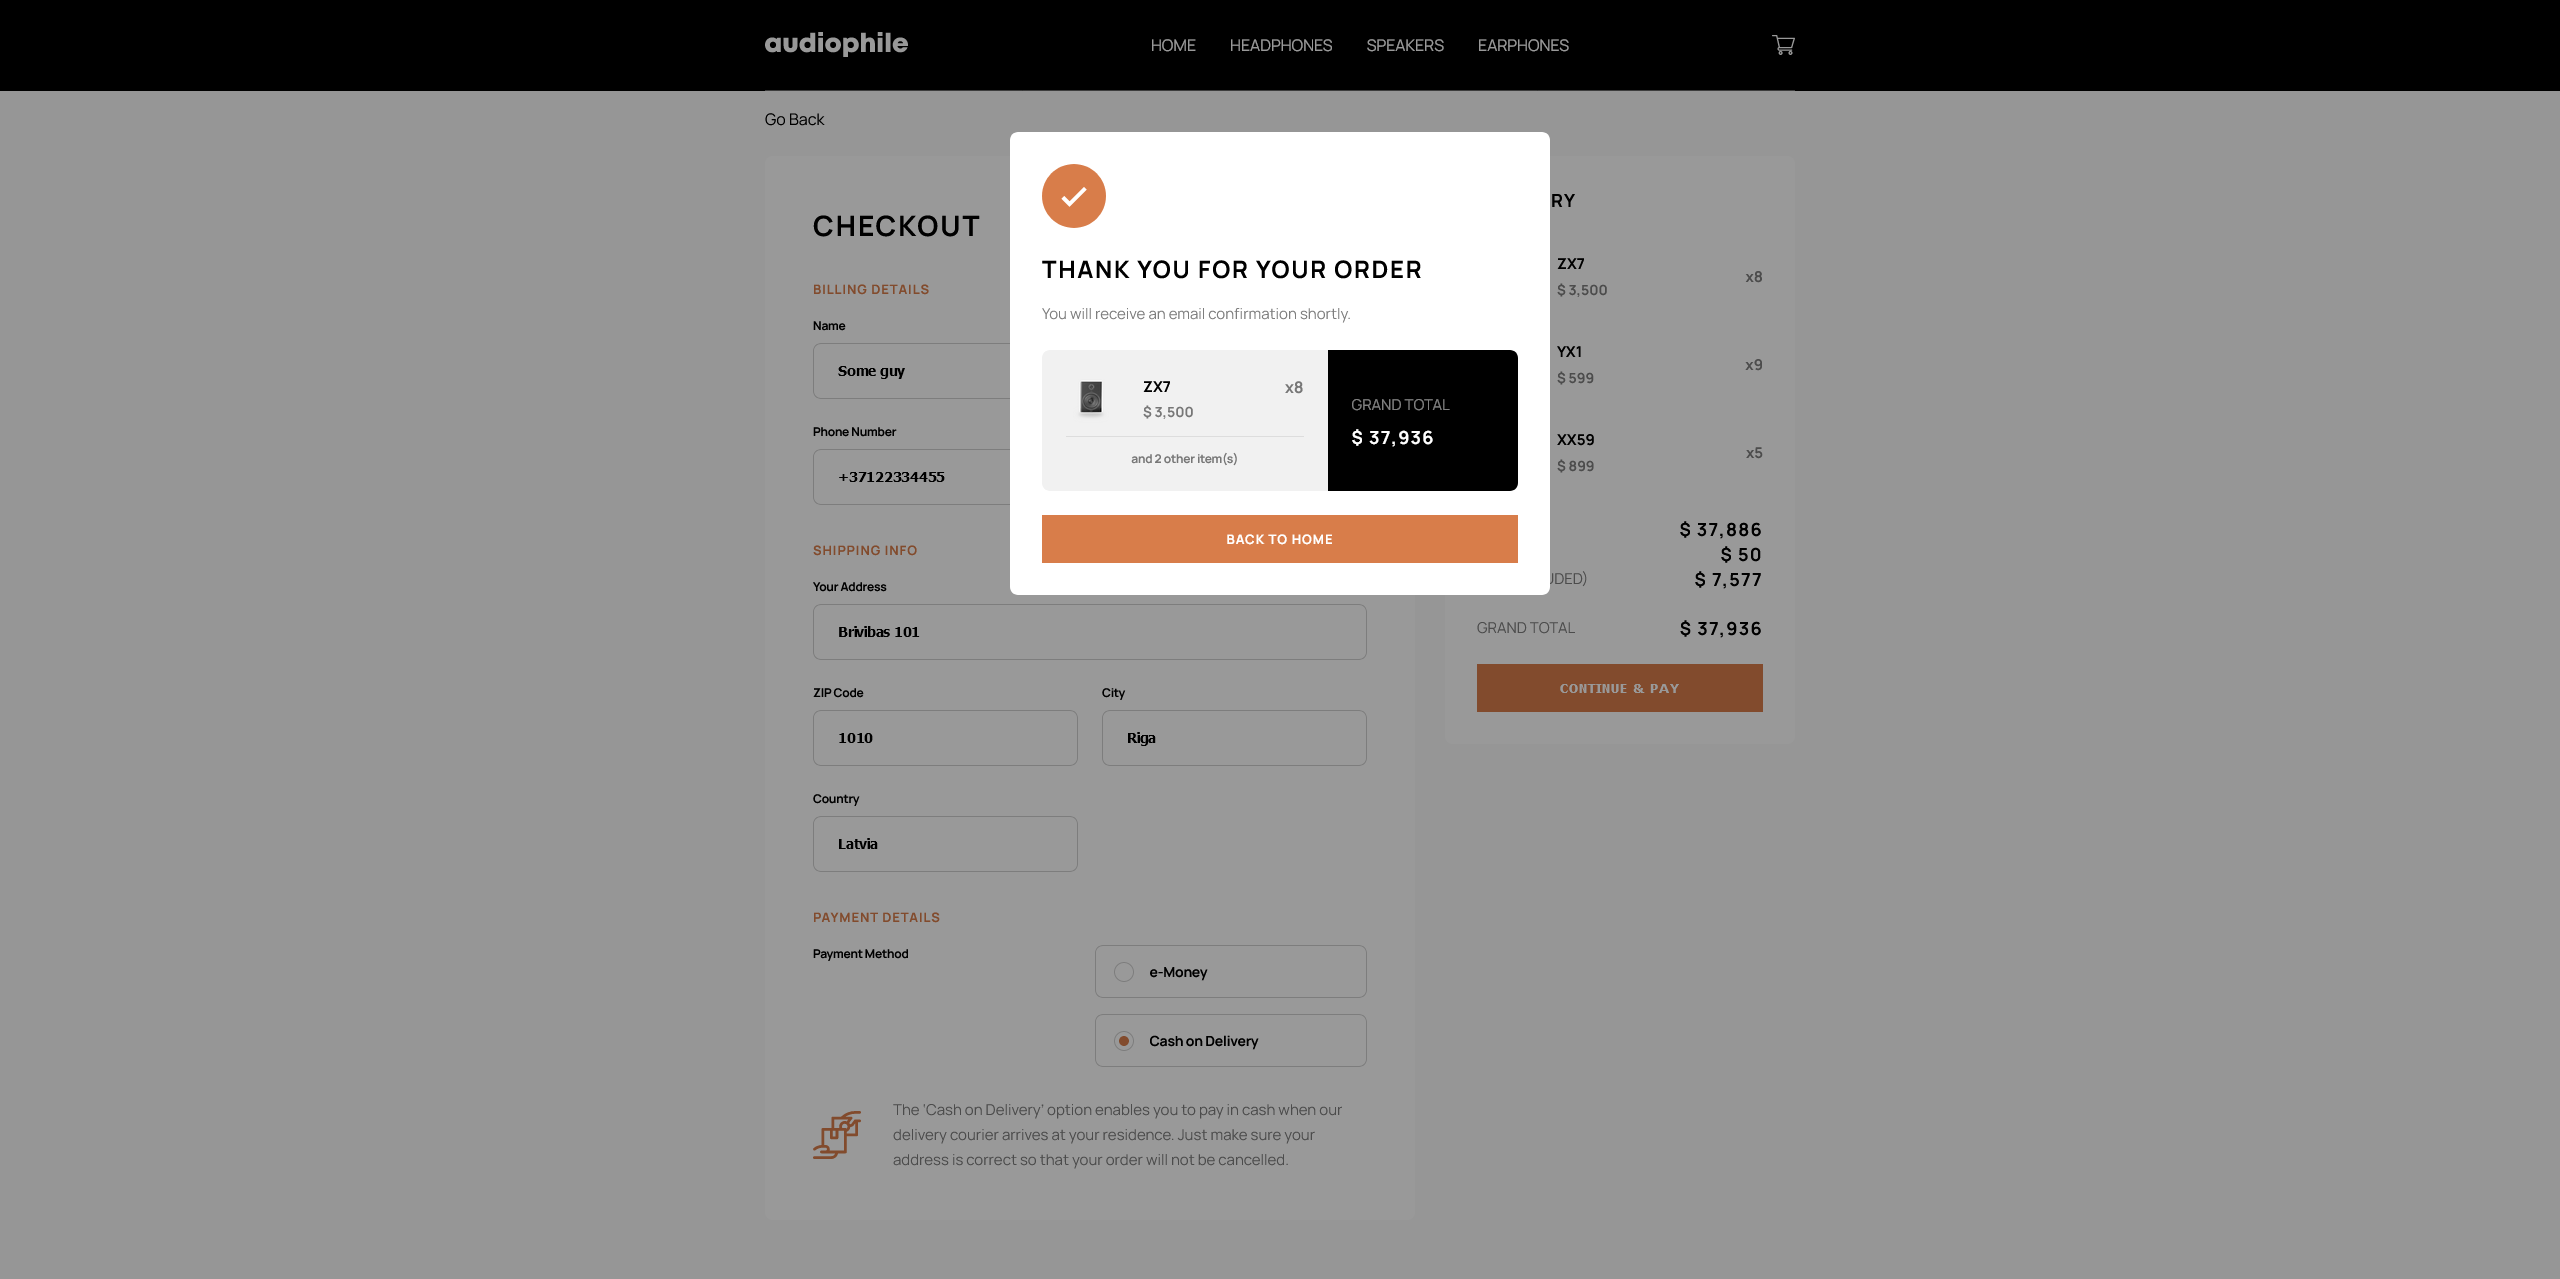 audiophile
HOME HEADPHONES SPEAKERS EARPHONES
Go Back
CHECKOUT
BILLING DETAILS
Name
Some guy
Phone Number
+37122334455
SHIPPING INFO
Your Address
Brivibas 101
ZIP Code
City
1010
Riga
Country
Latvia
PAYMENT DETAILS
Payment Method
e-Money
Cash on Delivery
The 'Cash on Delivery' option enables you to pay in cash when our
delivery courier arrives at your residence. Just make sure your
address is correct so that your order will not be cancelled.
THANK YOU FOR YOUR ORDER
You will receive an email confirmation shortly.
ZX7
x8
$ 3,500
and 2 other item(s)
GRAND TOTAL
$ 37,936
BACK TO HOME
RY
ZX7
$ 3,500
x8
YX1
$ 599
x9
XX59
$ 899
x5
$ 37,886
$ 50
UDED) $ 7,577
GRAND TOTAL $ 37,936
CONTINUE & PAY